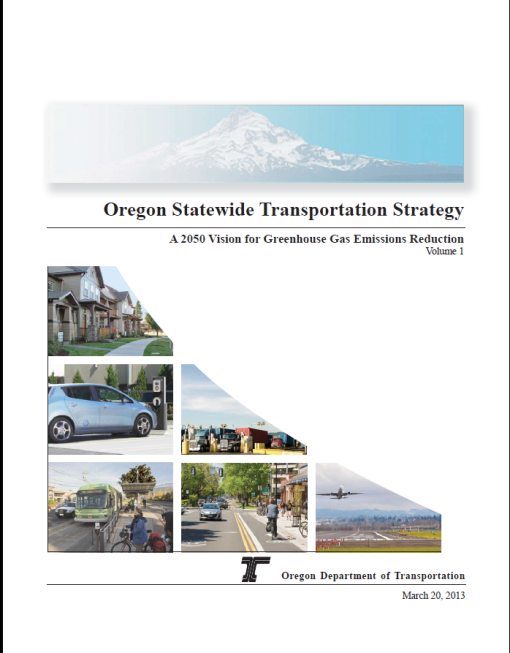 Oregon Statewide Transportation Strategy
A 2050 Vision for Greenhouse Gas Emissions Reduction
Volume 1
Oregon Department of Transportation
March 20, 2013